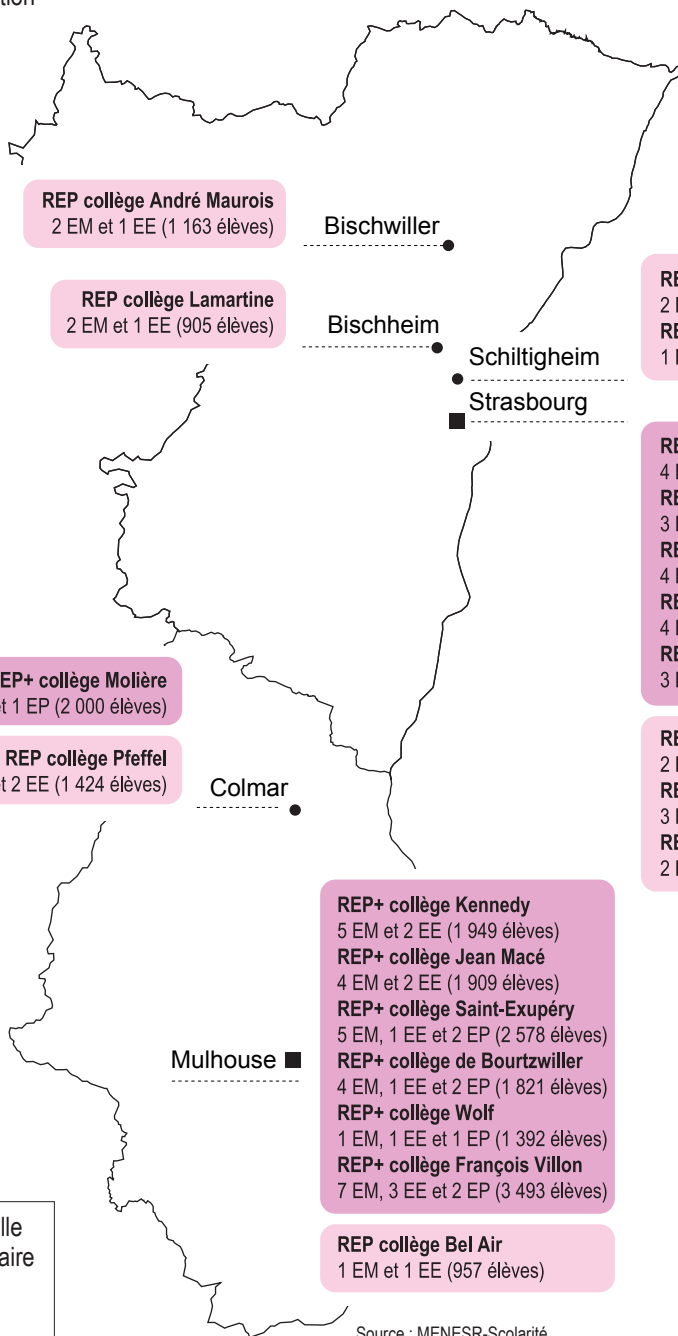 REP collège André Maurois
2 EM et 1 EE (1 163 élèves)
Bischwiller
REP collège Lamartine
2 EM et 1 EE (905 élèves)
Bischheim
Schiltigheim
Strasbourg
collège Molière
et 1 EP (2 000 élèves)
REP collège Pfeffel
et 2 EE (1 424 élèves)
Colmar
REP+ collège Kennedy
5 EM et 2 EE (1 949 élèves)
REP+ collège Jean Macé
4 EM et 2 EE (1 909 élèves)
REP+ collège Saint-Exupéry
5 EM, 1 EE et 2 EP (2 578 élèves)
REP+ collège de Bourtzwiller
4 EM, 1 EE et 2 EP (1 821 élèves)
REP+ collège Wolf
1 EM, 1 EE et 1 EP (1 392 élèves)
REP+ collège François Villon
7 EM, 3 EE et 2 EP (3 493 élèves)
Mulhouse
REP collège Bel Air
1 EM et 1 EE (957 élèves)
Source : MENESR-Scolarité